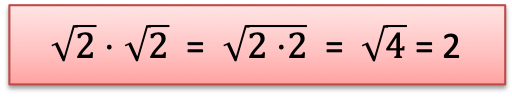 √2 · √2 = √2 ·2 = √4 = 2